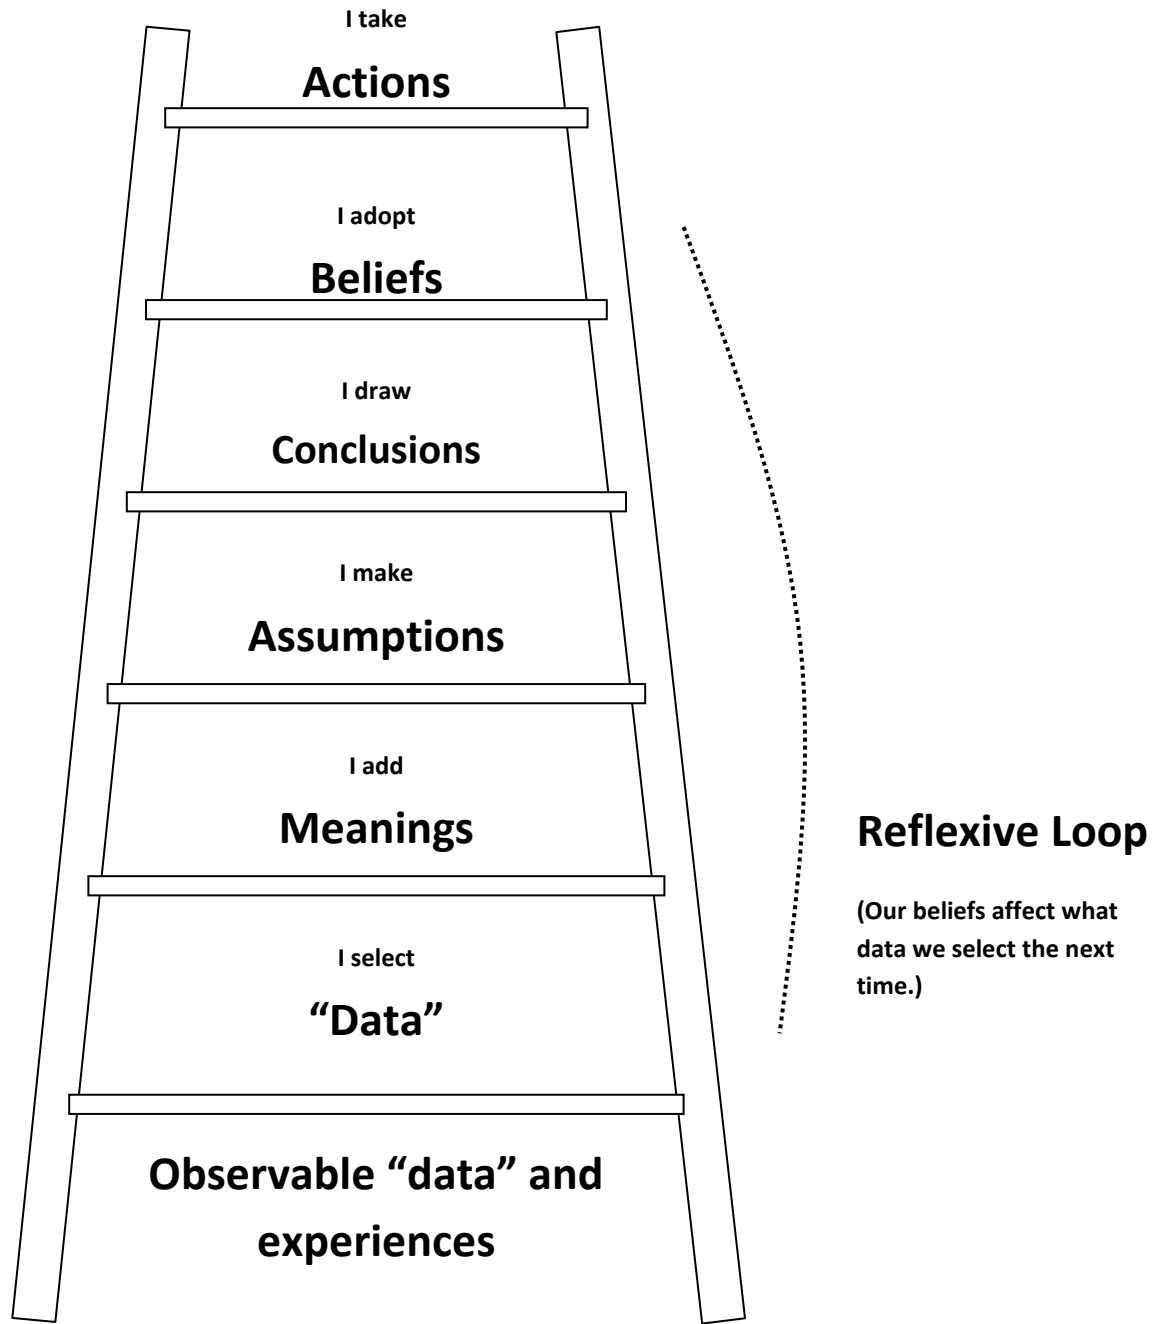 I take
Actions
I adopt
Beliefs
I draw
Conclusions
I make
Assumptions
I add
Meanings
Reflexive Loop
(Our beliefs affect what
data we select the next
time.)
I select
“Data”
Observable “data” and
experiences